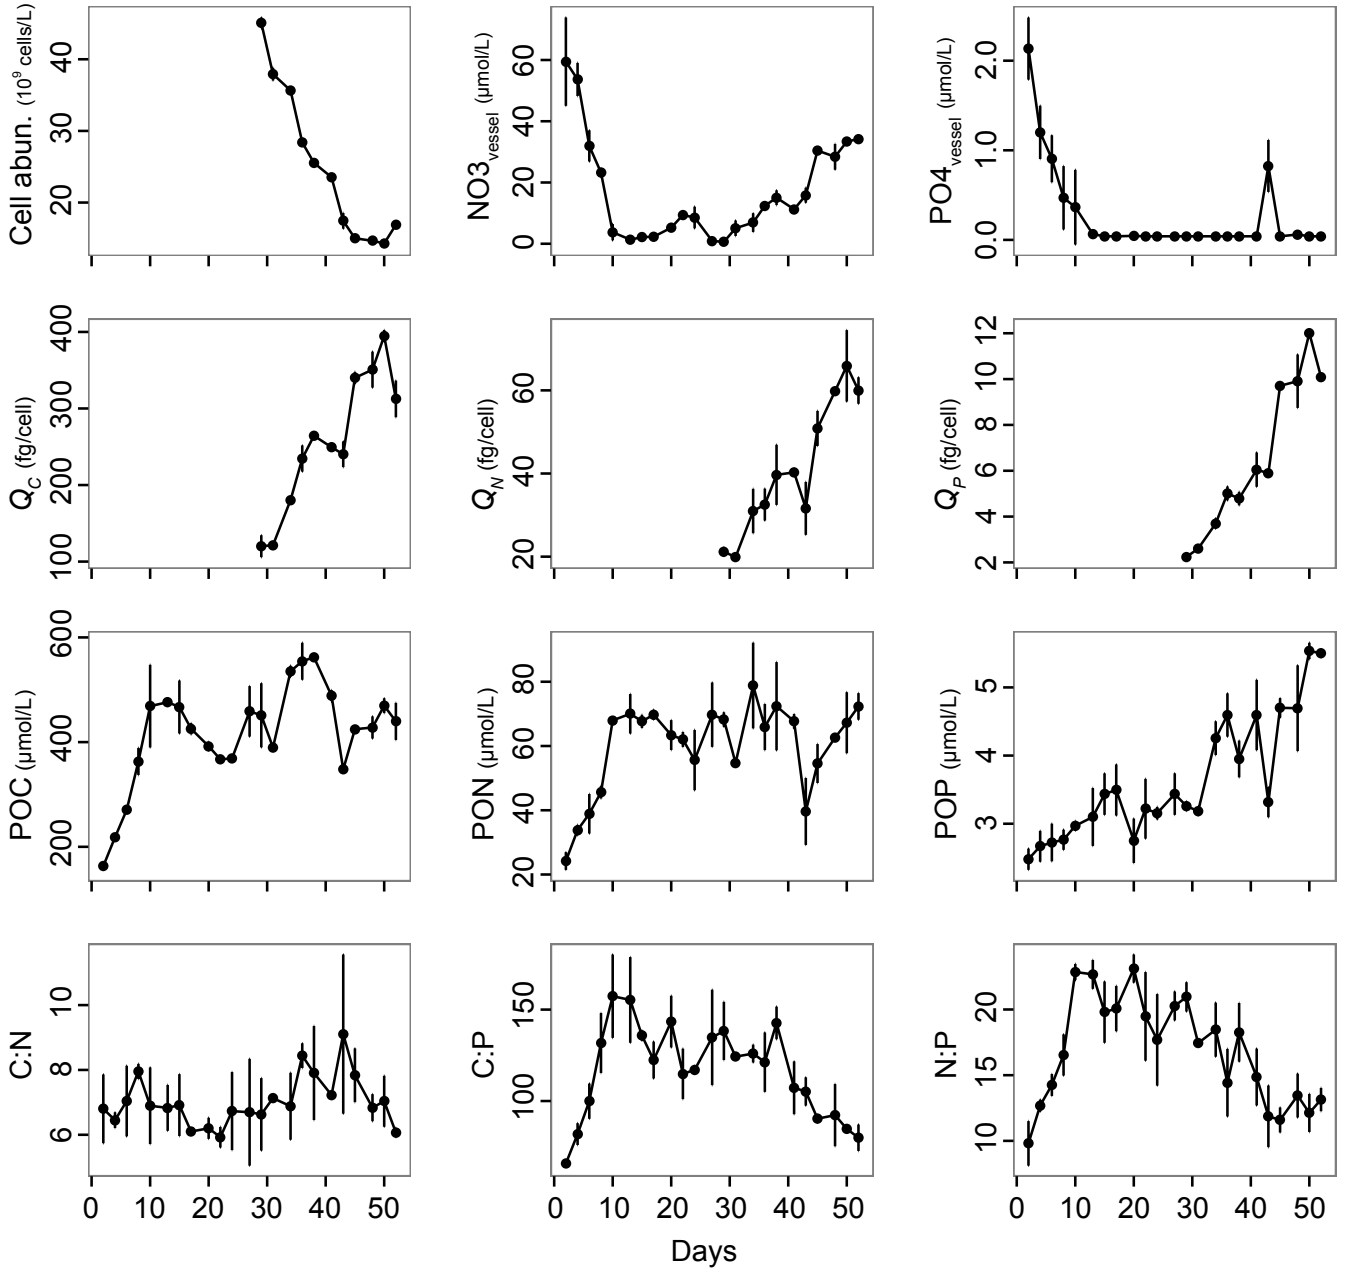 Cell abun. (10⁹ cells/L)
20 30 40
NO3vessel (μmol/L)
0 20 40 60
PO4vessel (μmol/L)
0.0 1.0 2.0
QC (fg/cell)
100 200 300 400
QN (fg/cell)
20 40 60
QP (fg/cell)
2 4 6 8 10 12
POC (μmol/L)
200 400 600
PON (μmol/L)
20 40 60 80
POP (μmol/L)
3 4 5
C:N
6 8 10
C:P
100 150
N:P
10 15 20
0 10 20 30 40 50
0 10 20 30 40 50
0 10 20 30 40 50
Days